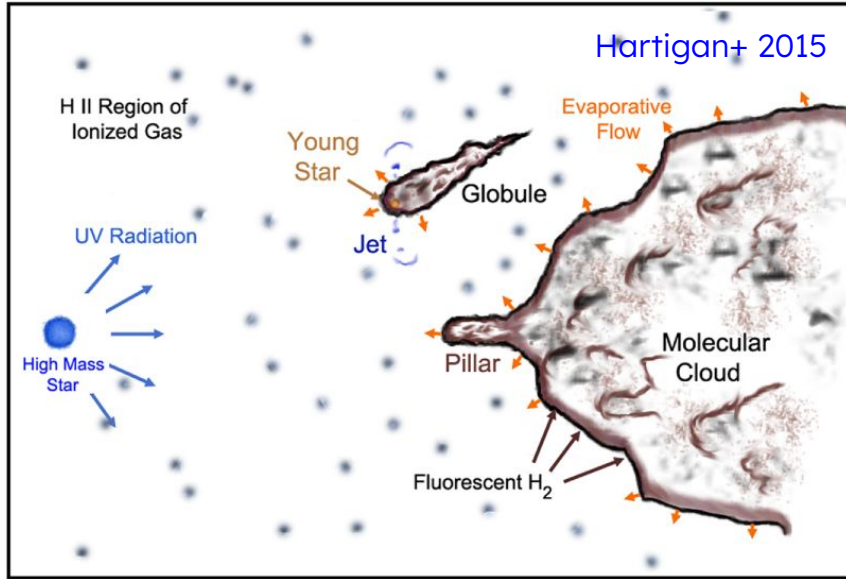 Hartigan+ 2015
H II Region of
Ionized Gas
Evaporative
Flow
Young
Star
Globule
Jet
UV Radiation
High Mass
Star
Pillar
Molecular
Cloud
Fluorescent H₂